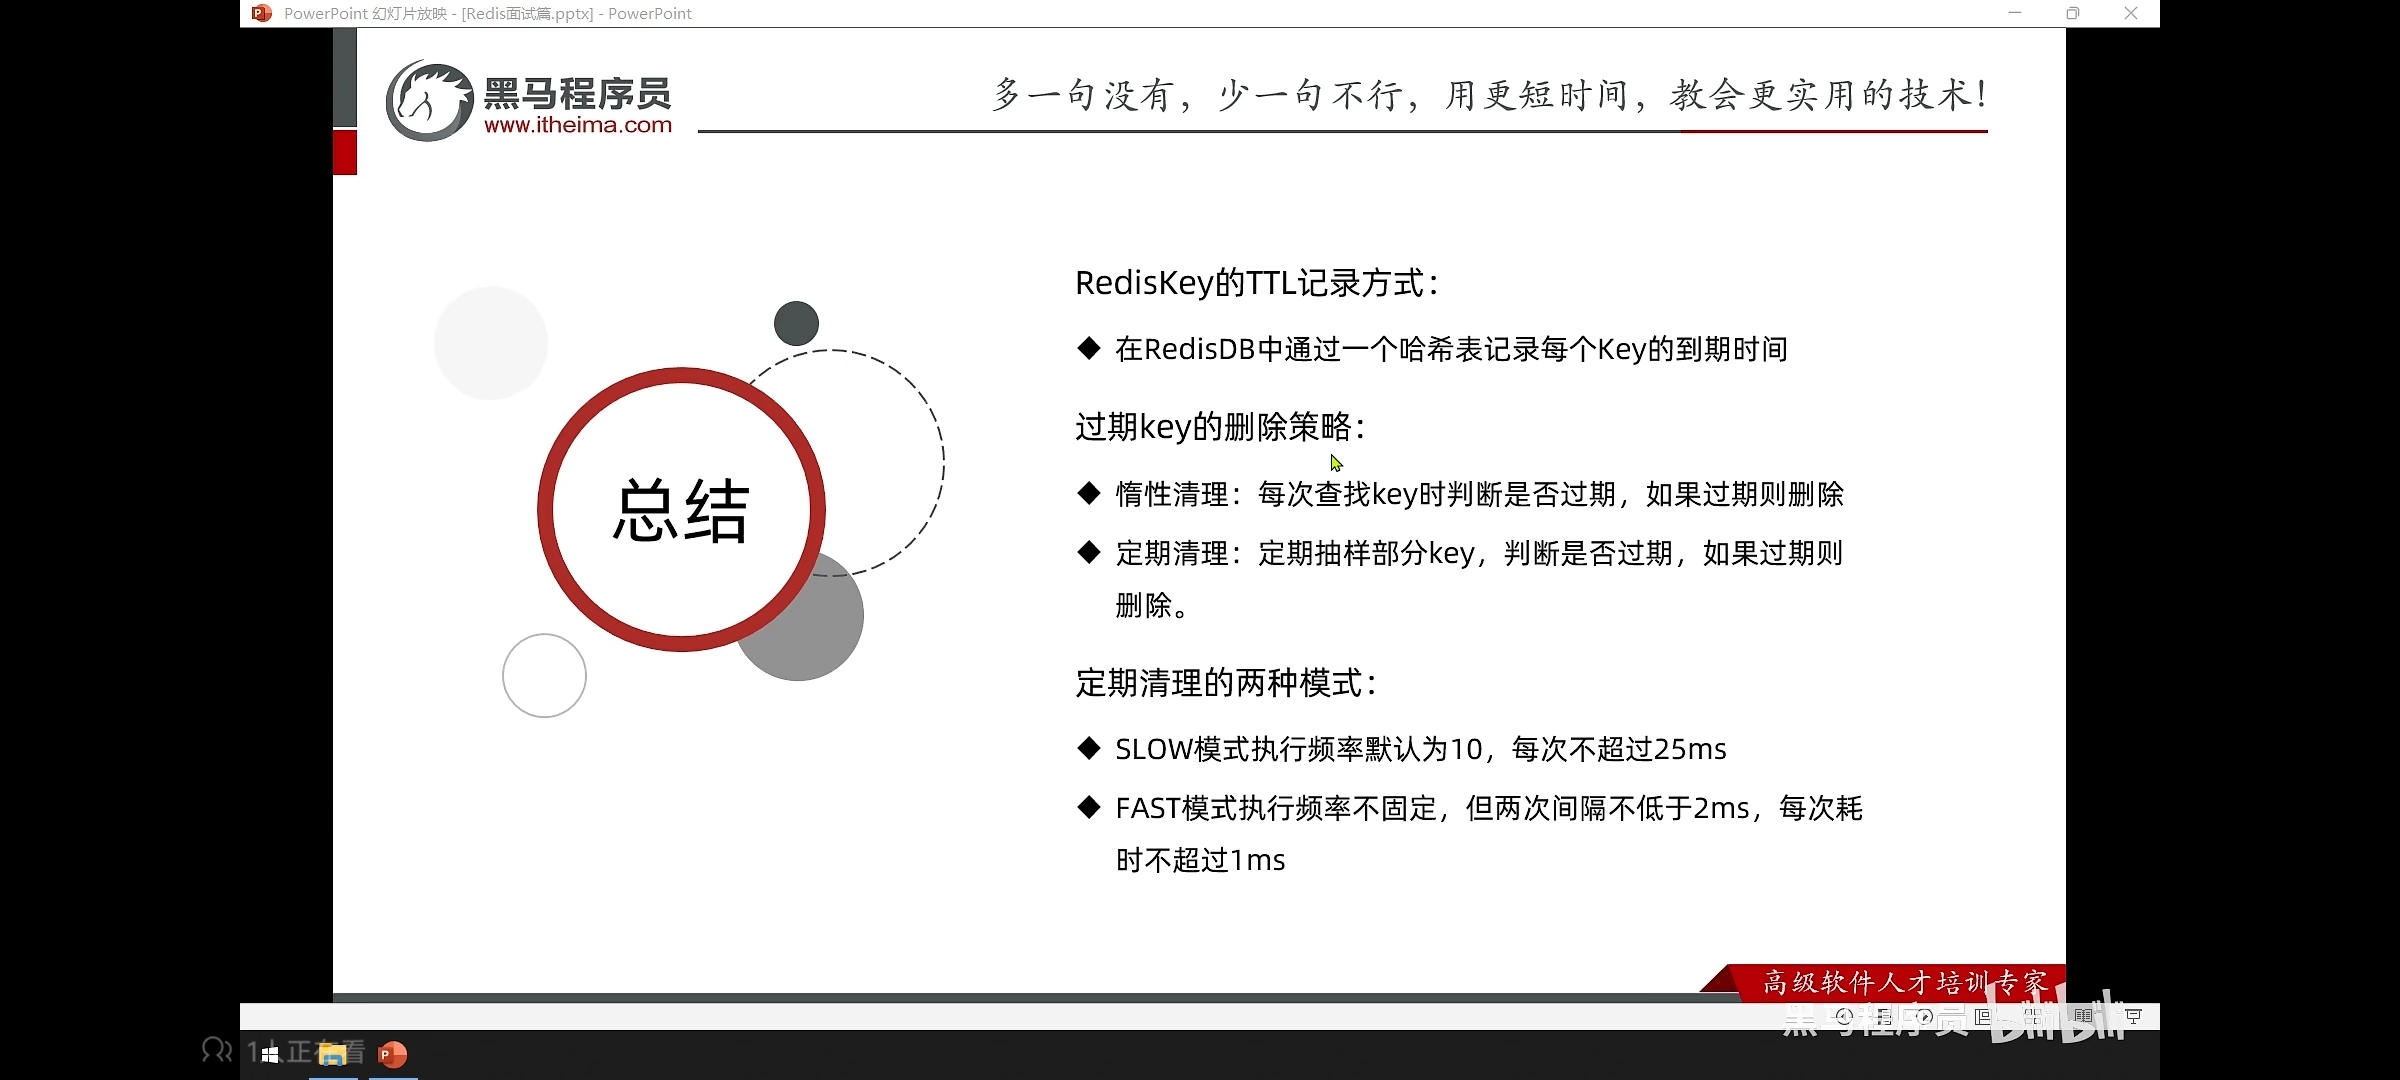 PowerPoint 幻灯片放映 - [Redis面试篇.pptx] - PowerPoint
黑马程序员
www.itheima.com
多一句没有，少一句不行，用更短时间，教会更实用的技术！
总结
RedisKey的TTL记录方式：
◆ 在RedisDB中通过一个哈希表记录每个Key的到期时间
过期key的删除策略：
◆ 惰性清理：每次查找key时判断是否过期，如果过期则删除
◆ 定期清理：定期抽样部分key，判断是否过期，如果过期则
删除。
定期清理的两种模式：
◆ SLOW模式执行频率默认为10，每次不超过25ms
◆ FAST模式执行频率不固定，但两次间隔不低于2ms，每次耗
时不超过1ms
高级软件人才培训专家
黑马程序员 bilibili
1人正在看